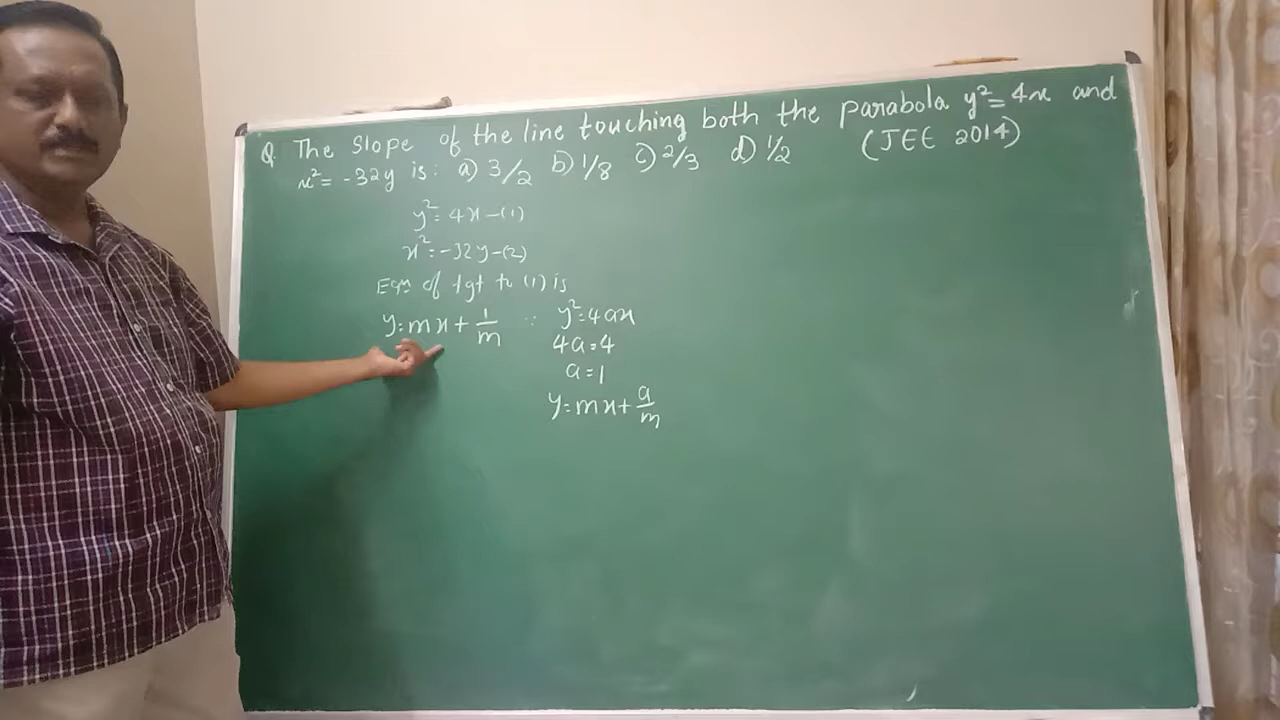 Q. The Slope of the line touching both the parabola y² = 4x and
x² = -32y is: a) 3/2 b) 1/8 c) 2/3 d) 1/2 (JEE 2014)
y² = 4x -(1)
x² = -32y -(2)
Eqn of tgt to (1) is
y = mx + 1/m ∵ y² = 4ax
4a = 4
a = 1
y = mx + a/m